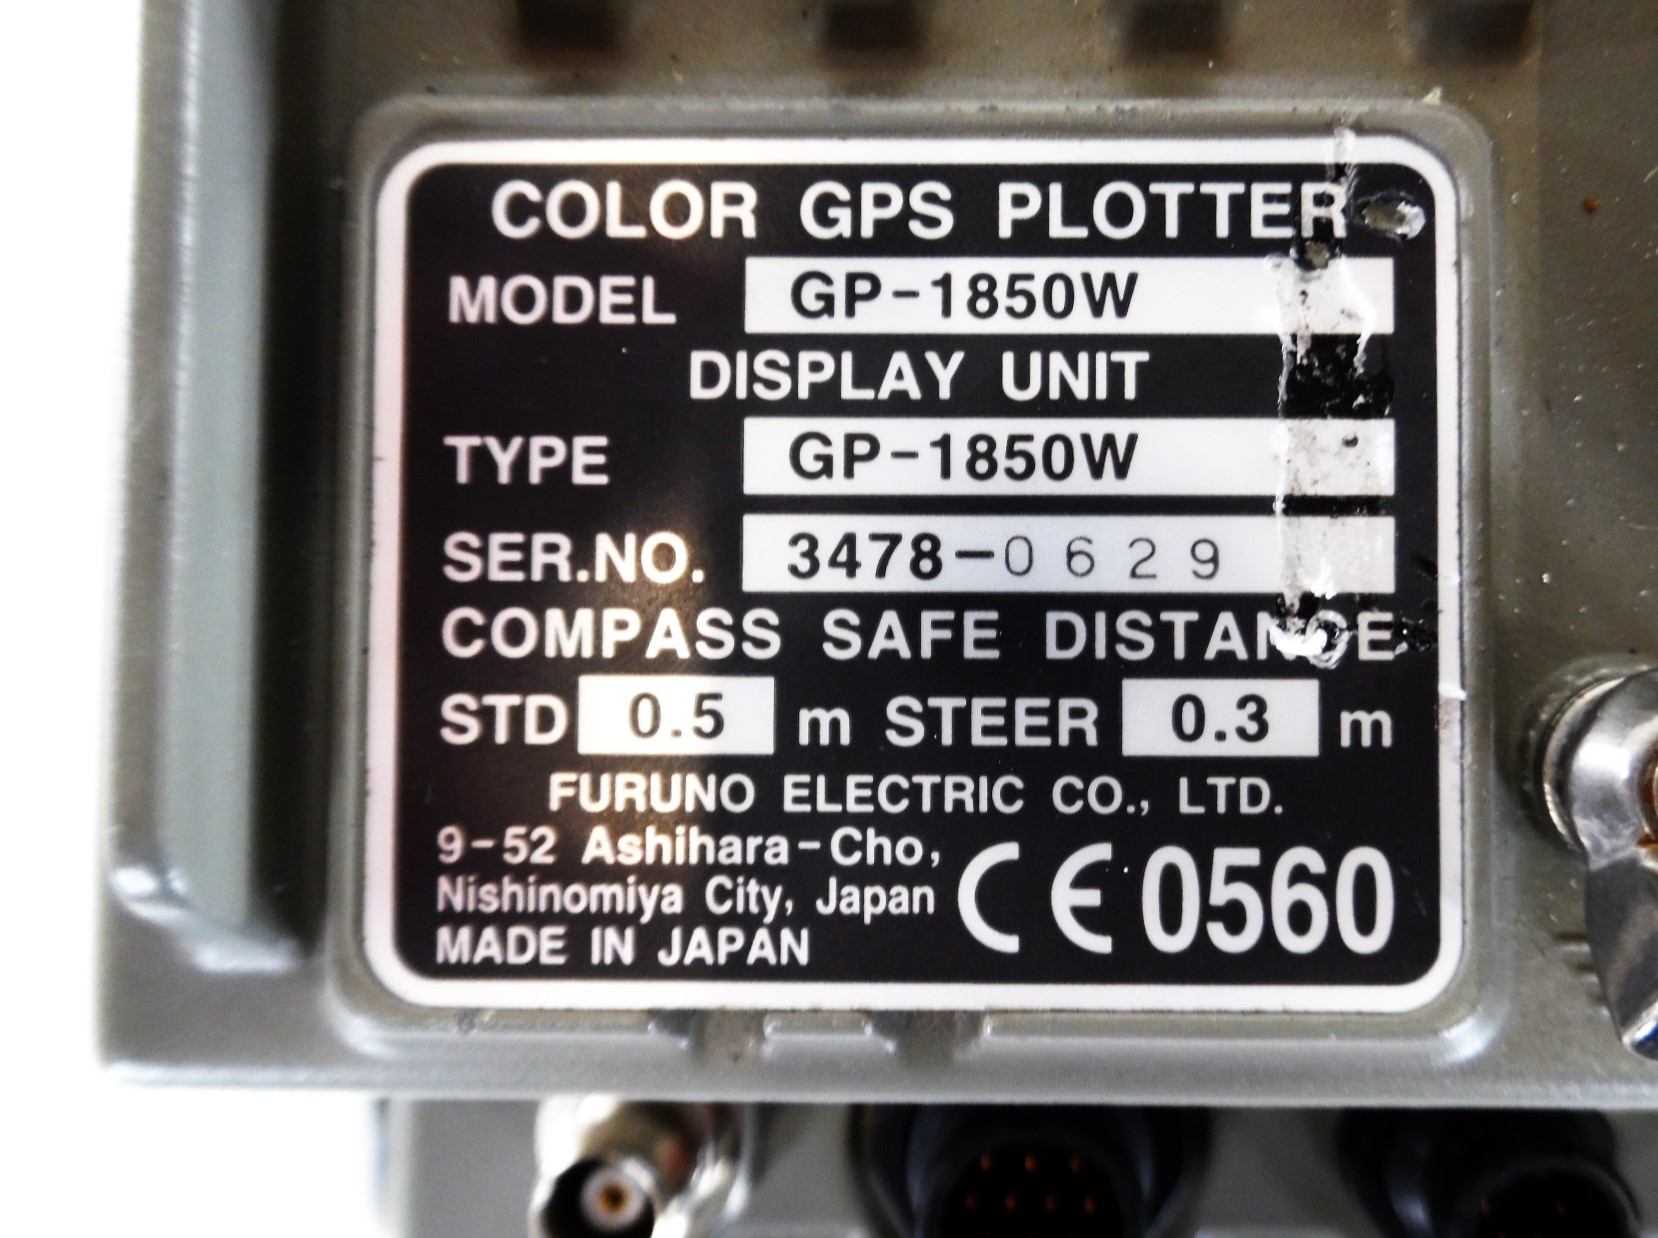 COLOR GPS PLOTTER
MODEL GP-1850W
DISPLAY UNIT
TYPE GP-1850W
SER.NO. 3478-0629
COMPASS SAFE DISTANCE
STD 0.5 m STEER 0.3 m
FURUNO ELECTRIC CO., LTD.
9-52 Ashihara-Cho,
Nishinomiya City, Japan
MADE IN JAPAN
CE 0560